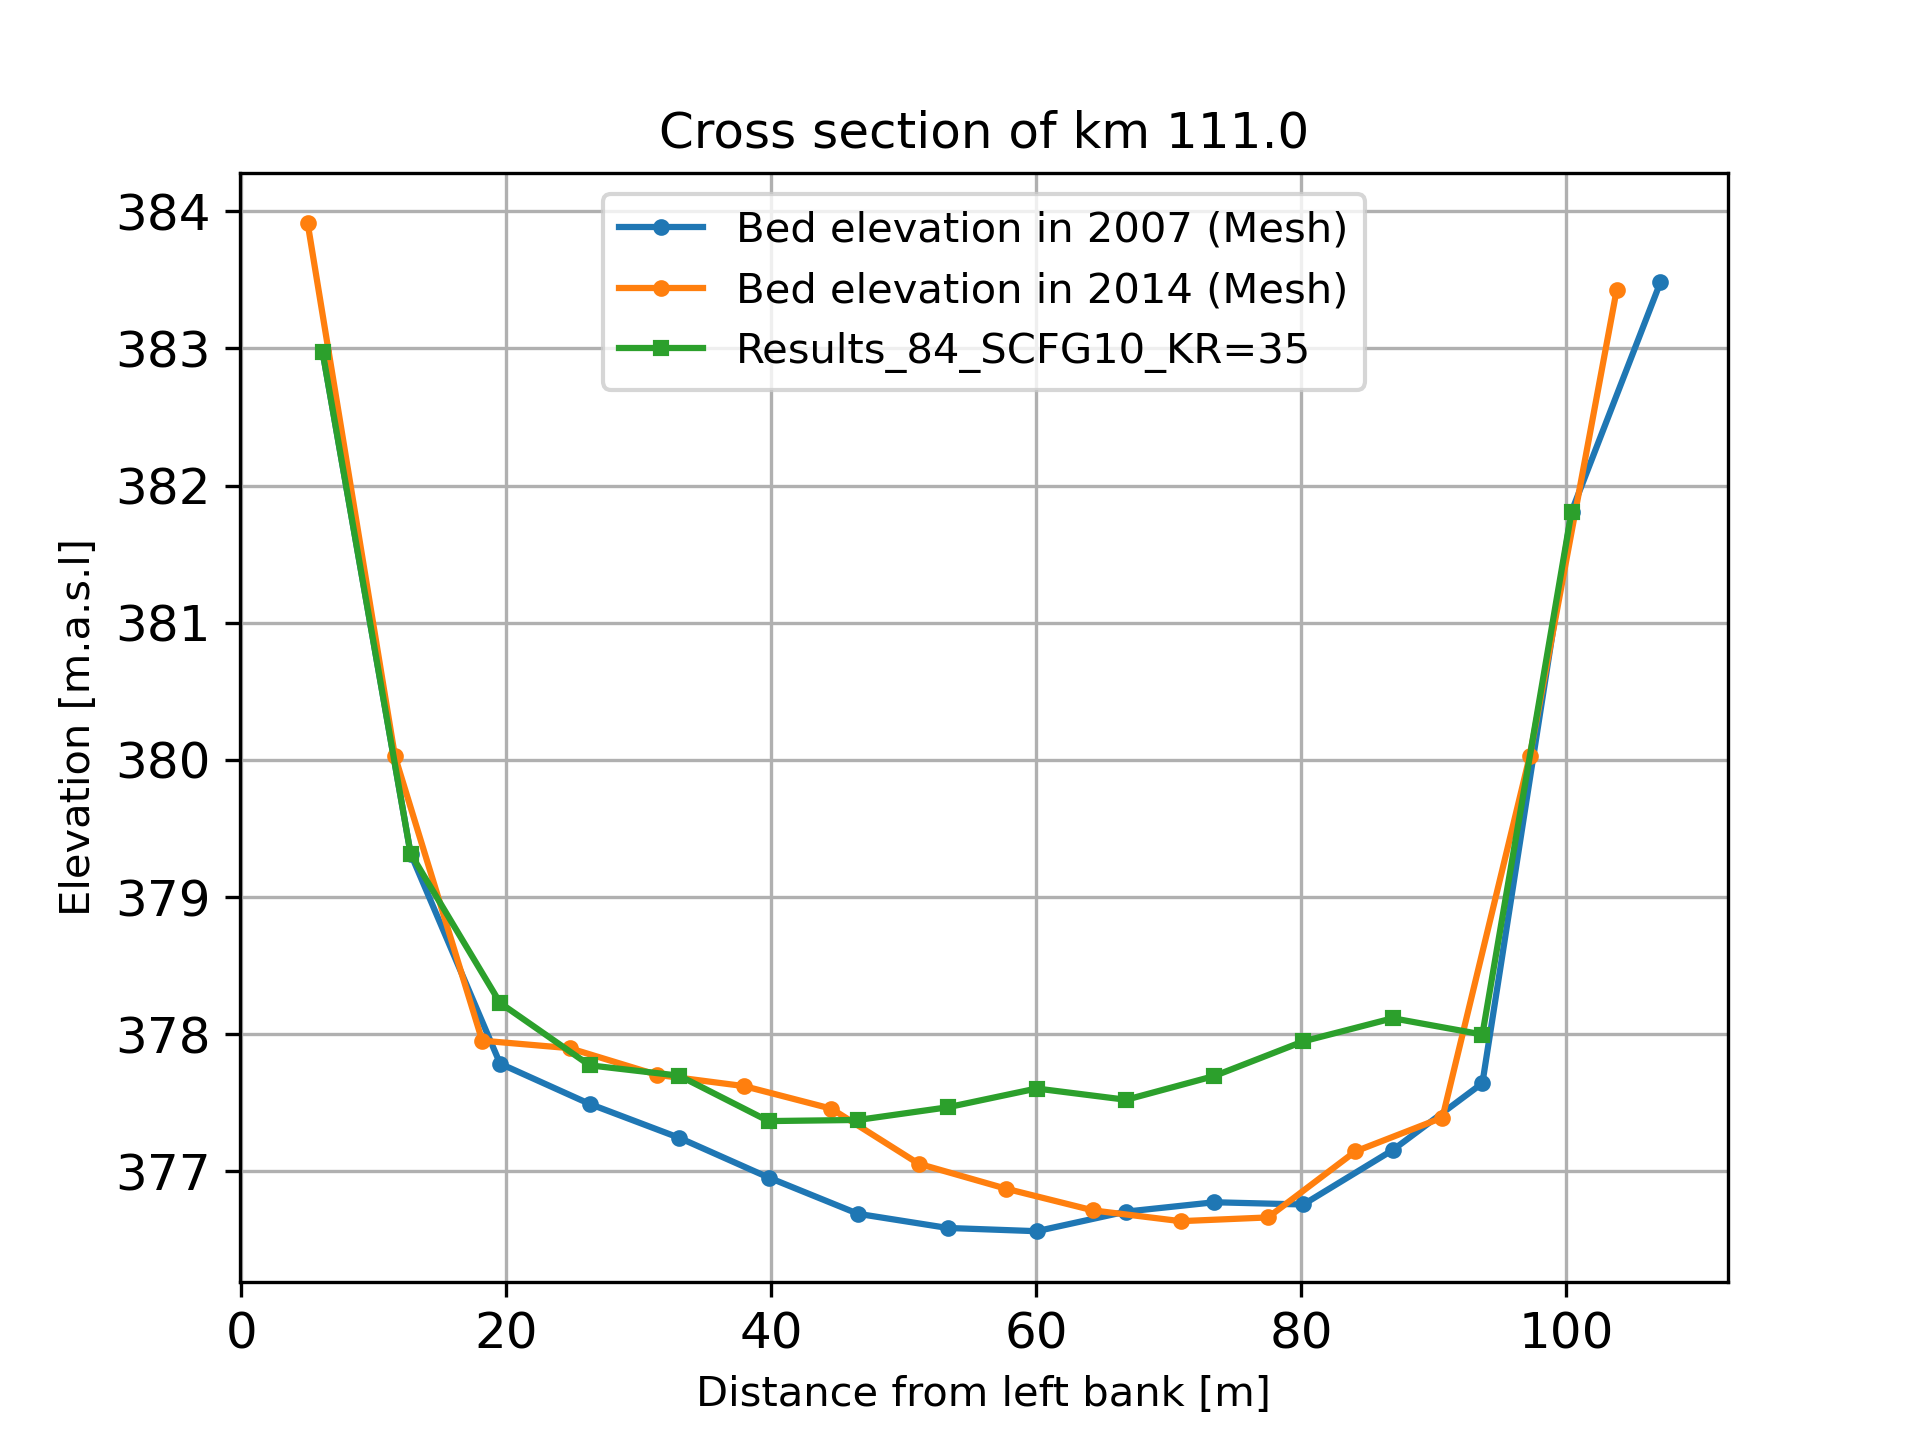 Cross section of km 111.0
Bed elevation in 2007 (Mesh)
Bed elevation in 2014 (Mesh)
Results_84_SCFG10_KR=35
384
383
382
381
380
379
378
377
Elevation [m.a.s.l]
0 20 40 60 80 100
Distance from left bank [m]